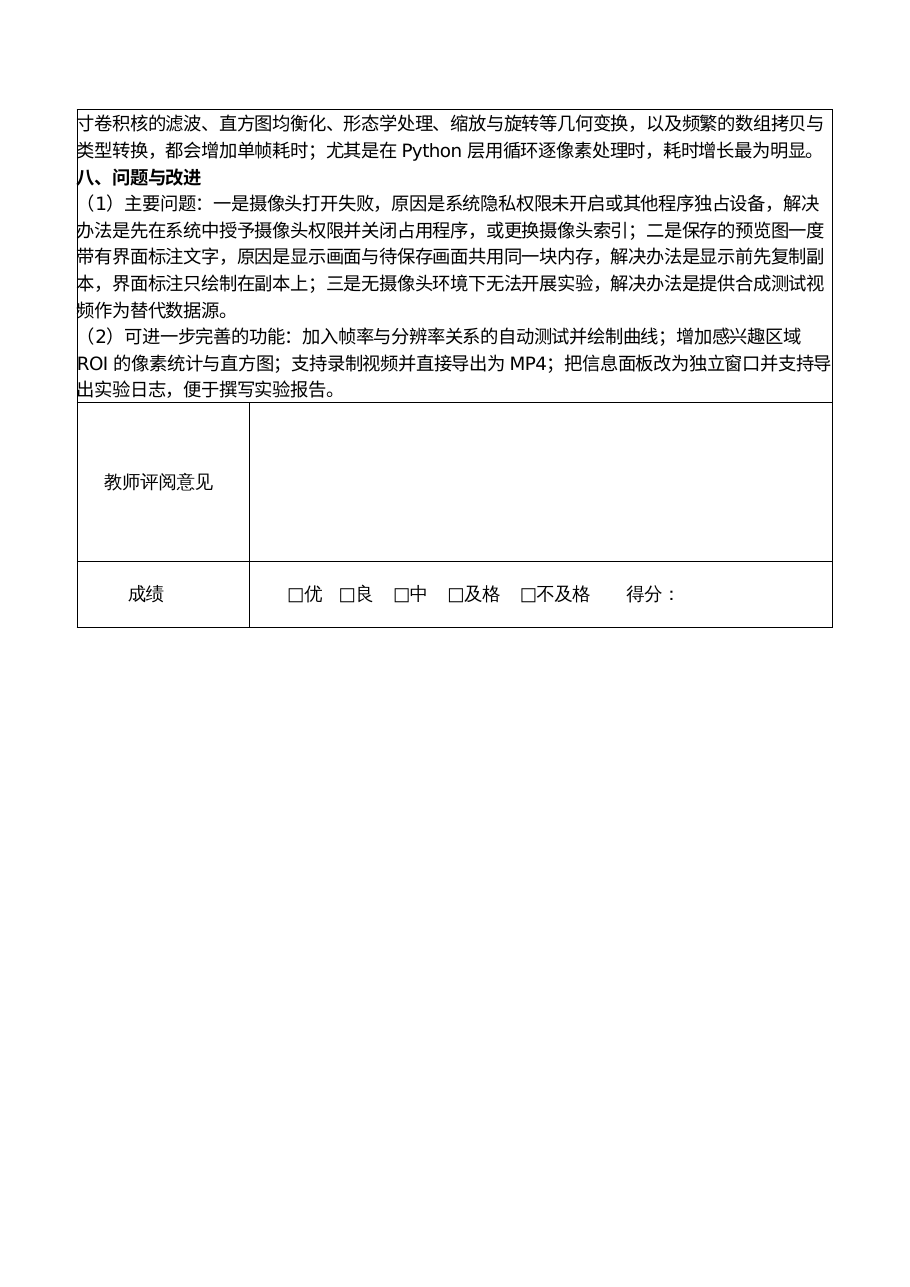 寸卷积核的滤波、直方图均衡化、形态学处理、缩放与旋转等几何变换，以及频繁的数组拷贝与
类型转换，都会增加单帧耗时；尤其是在 Python 层用循环逐像素处理时，耗时增长最为明显。
八、问题与改进
（1）主要问题：一是摄像头打开失败，原因是系统隐私权限未开启或其他程序独占设备，解决
办法是先在系统中授予摄像头权限并关闭占用程序，或更换摄像头索引；二是保存的预览图一度
带有界面标注文字，原因是显示画面与待保存画面共用同一块内存，解决办法是显示前先复制副
本，界面标注只绘制在副本上；三是无摄像头环境下无法开展实验，解决办法是提供合成测试视
频作为替代数据源。
（2）可进一步完善的功能：加入帧率与分辨率关系的自动测试并绘制曲线；增加感兴趣区域
ROI 的像素统计与直方图；支持录制视频并直接导出为 MP4；把信息面板改为独立窗口并支持导
出实验日志，便于撰写实验报告。
教师评阅意见
成绩 □优 □良 □中 □及格 □不及格 得分：